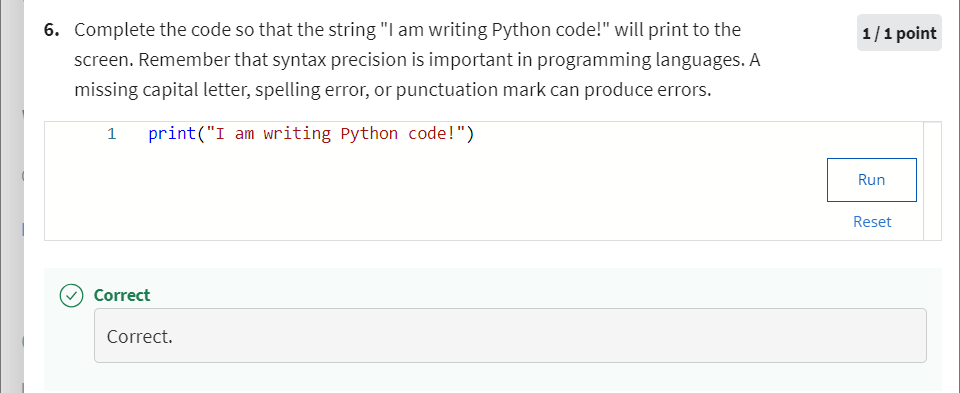 6. Complete the code so that the string "I am writing Python code!" will print to the
1 / 1 point
screen. Remember that syntax precision is important in programming languages. A
missing capital letter, spelling error, or punctuation mark can produce errors.
1 print("I am writing Python code!")
Run
Reset
Correct
Correct.